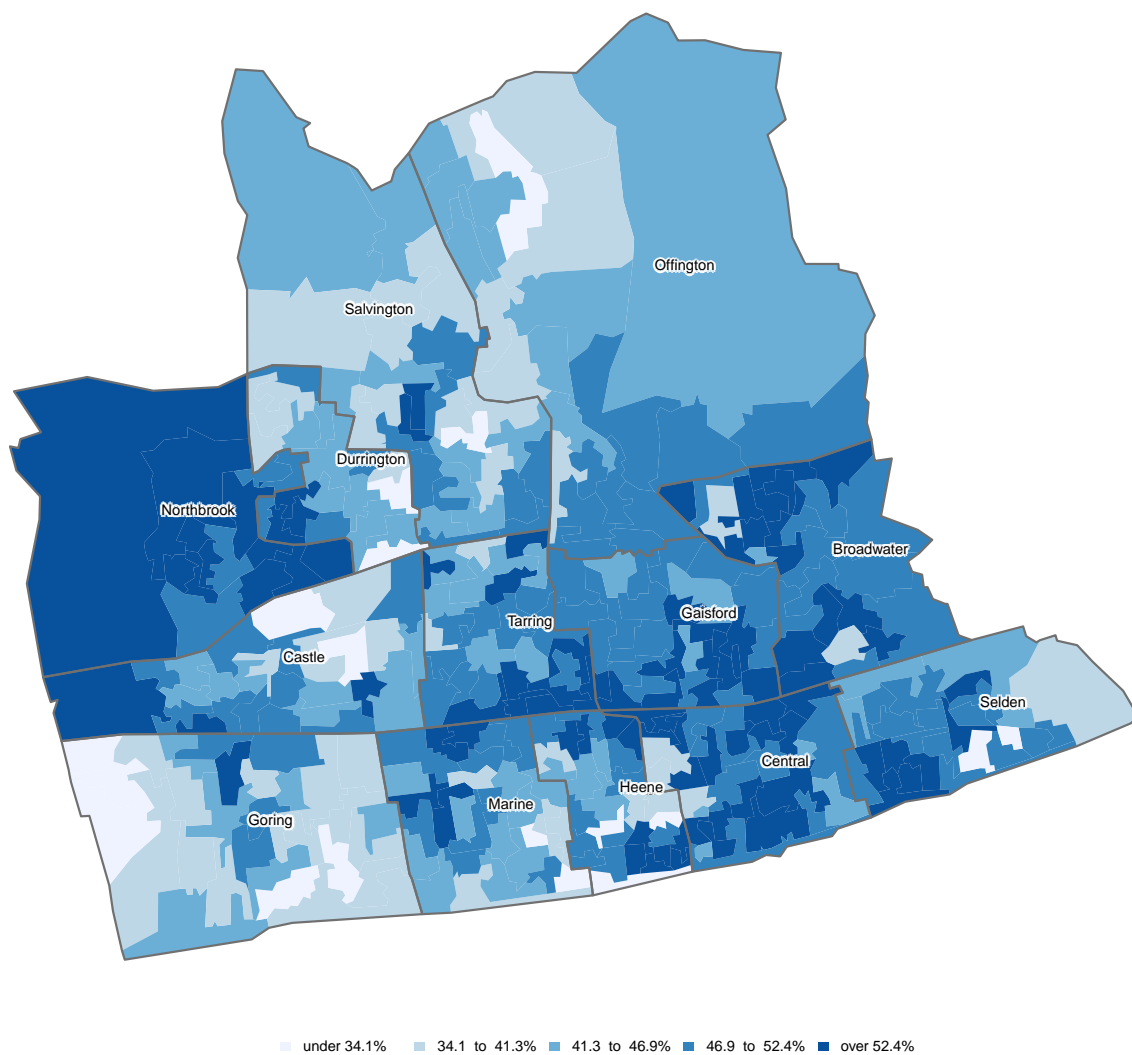 Offington
Salvington
Durrington
Northbrook
Broadwater
Tarring
Gaisford
Castle
Selden
Central
Heene
Marine
Goring
under 34.1% 34.1 to 41.3% 41.3 to 46.9% 46.9 to 52.4% over 52.4%